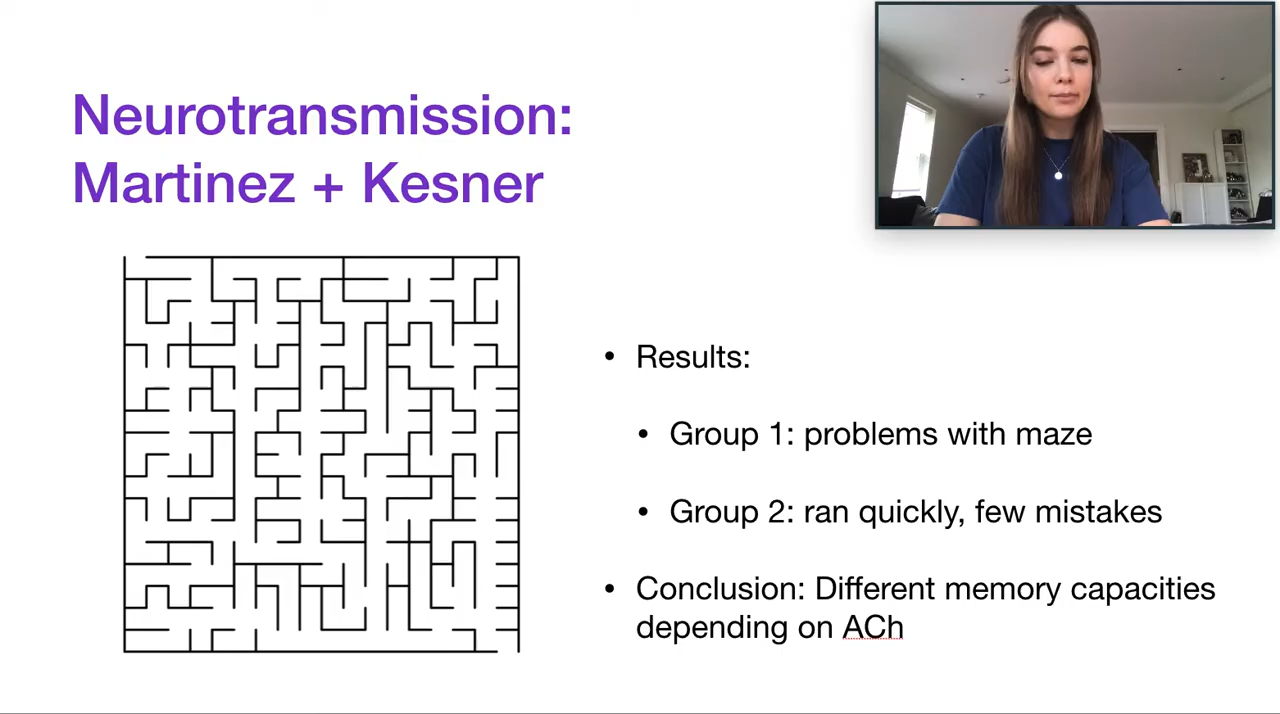 Neurotransmission:
Martinez + Kesner
• Results:
• Group 1: problems with maze
• Group 2: ran quickly, few mistakes
• Conclusion: Different memory capacities
depending on ACh